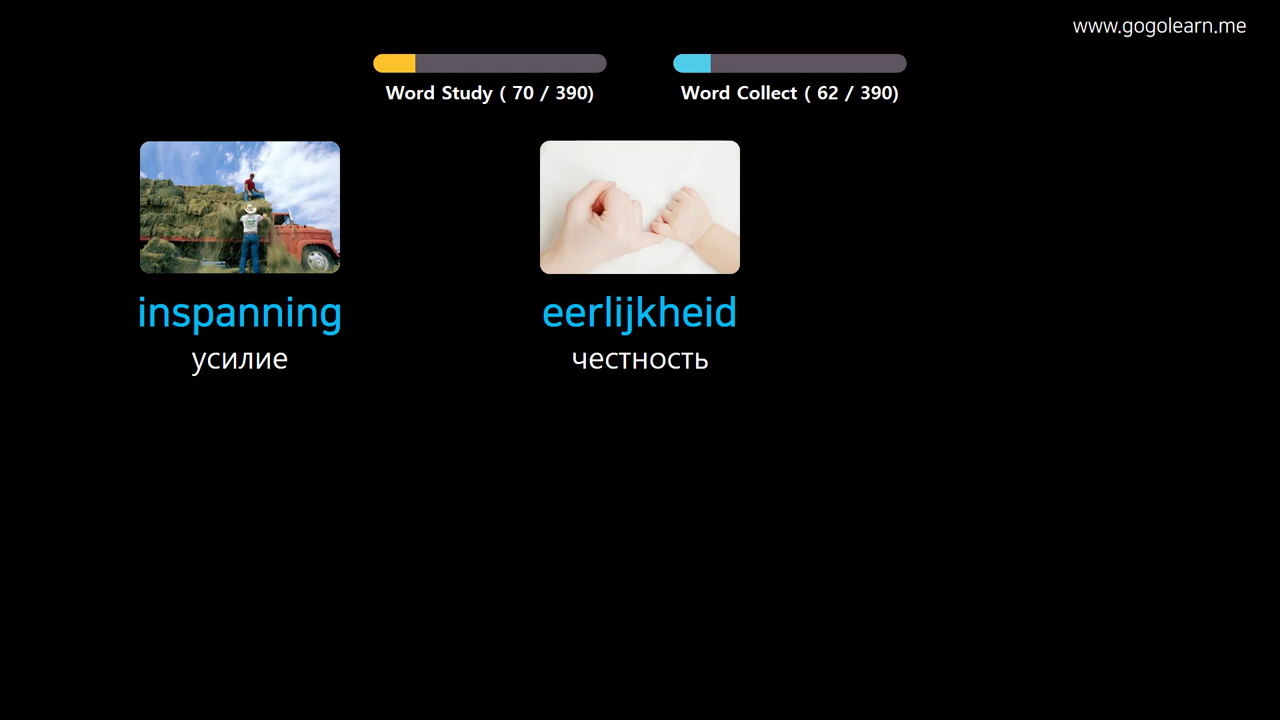 www.gogolearn.me
Word Study ( 70 / 390)
Word Collect ( 62 / 390)
inspanning
eerlijkheid
усилие
честность